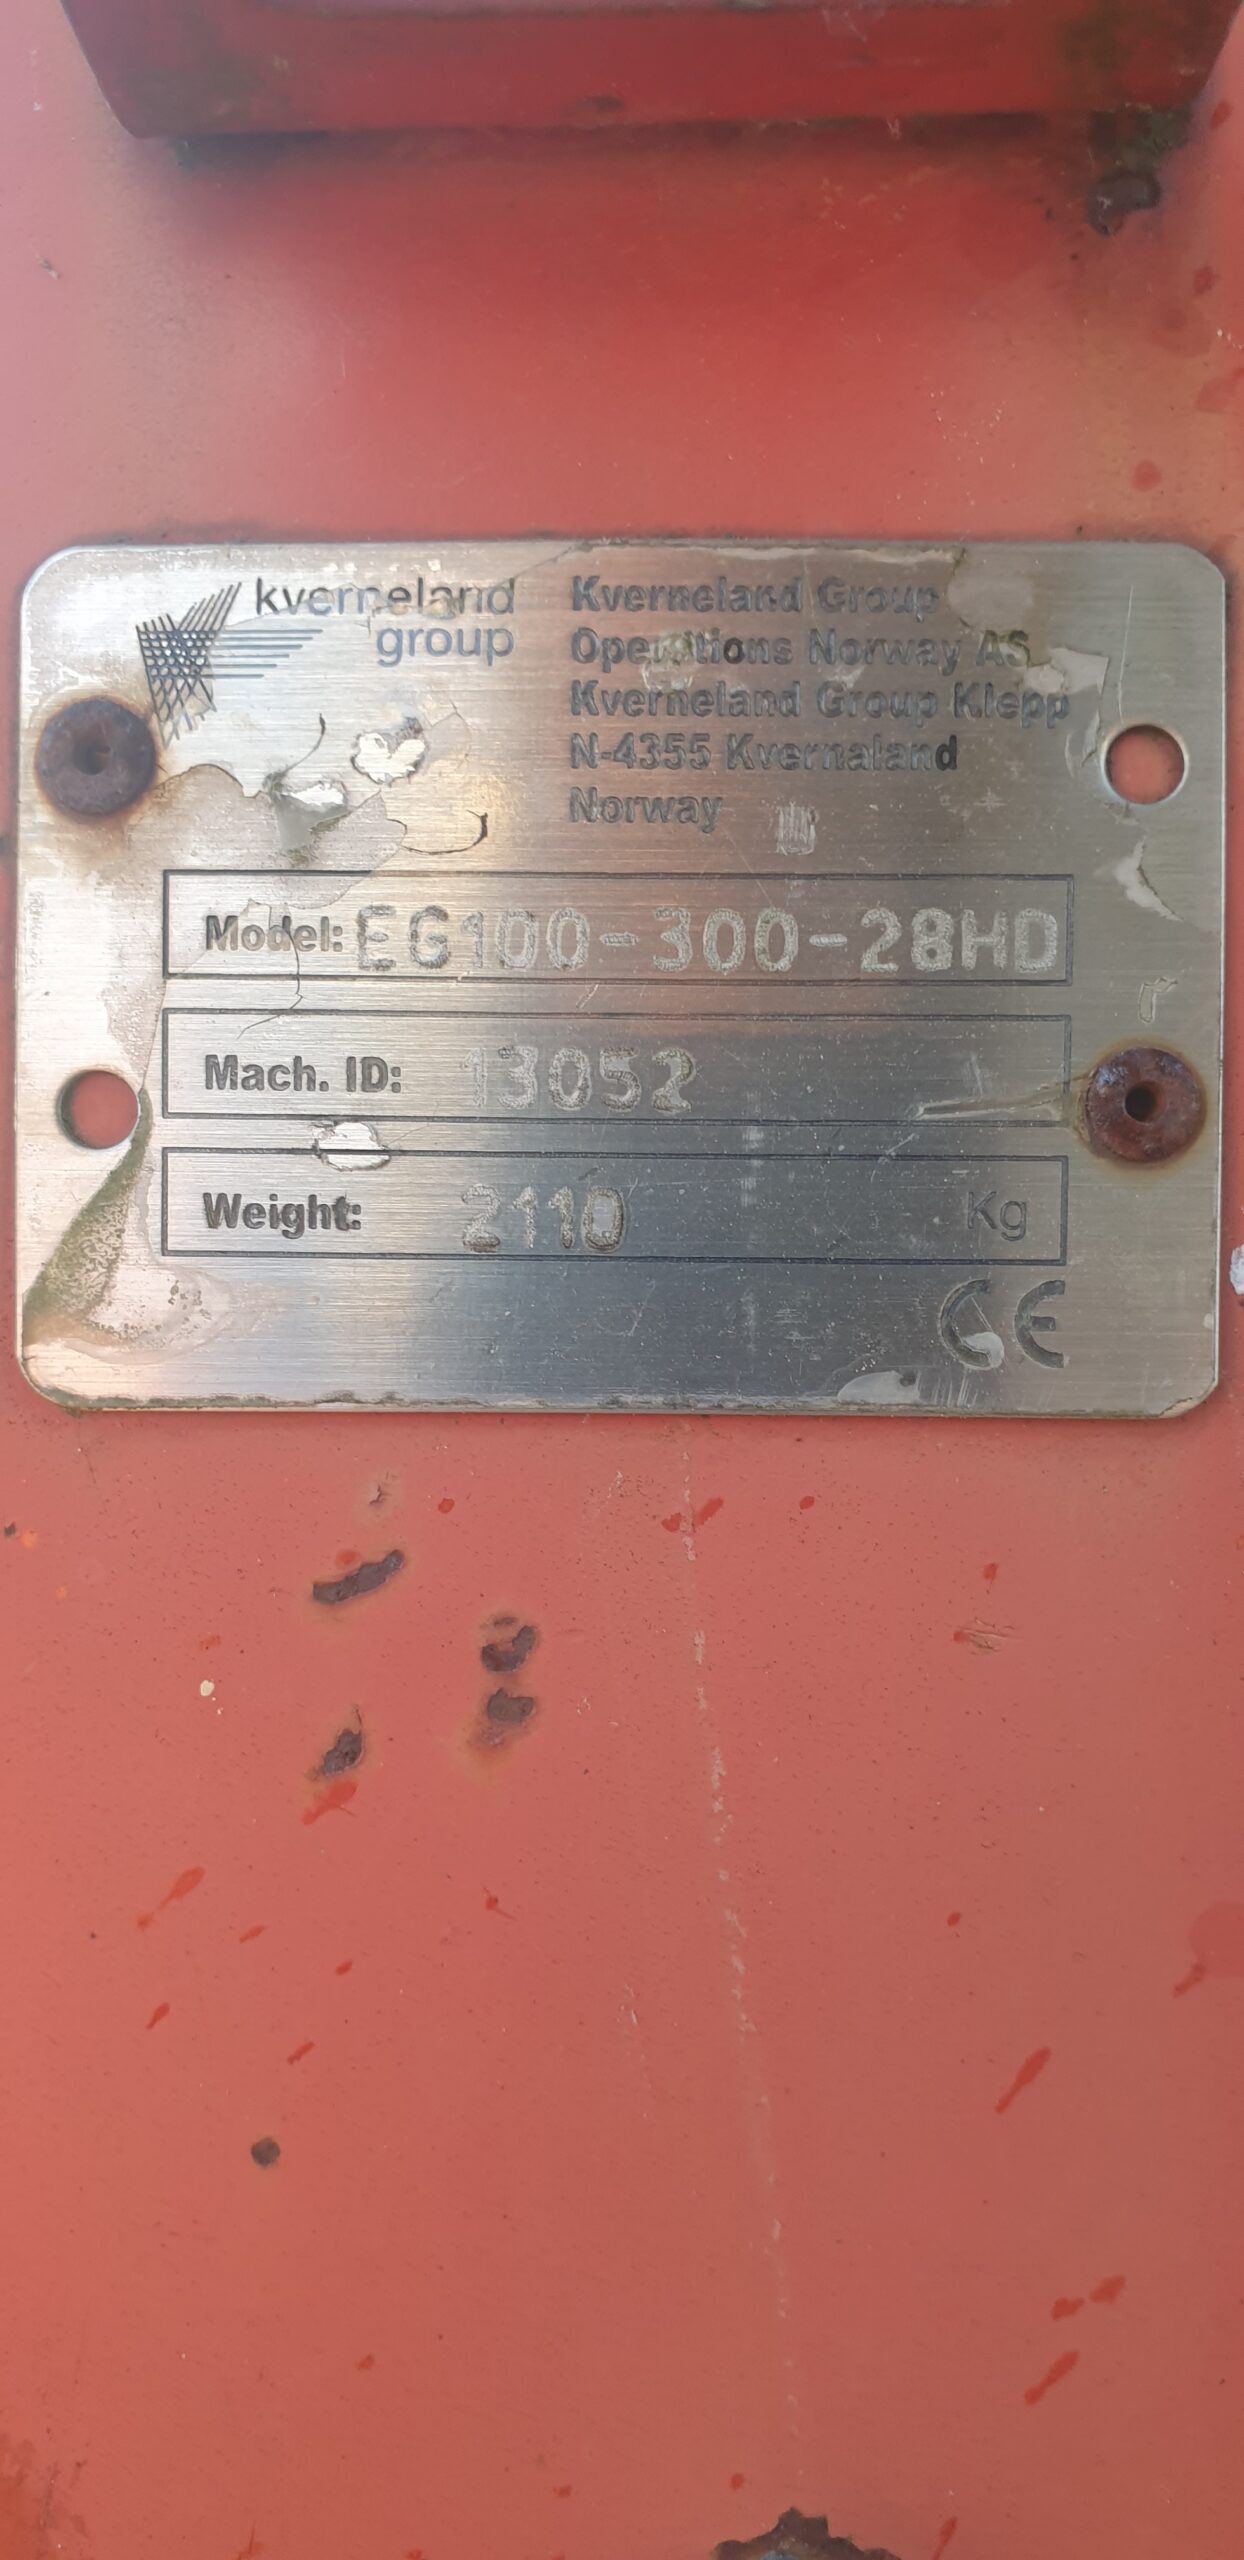 kverneland
group
Kverneland Group
Operations Norway AS
Kverneland Group Klepp
N-4355 Kvernaland
Norway
Model: EG100-300-28HD
Mach. ID: 13052
Weight: 2110 Kg
CE